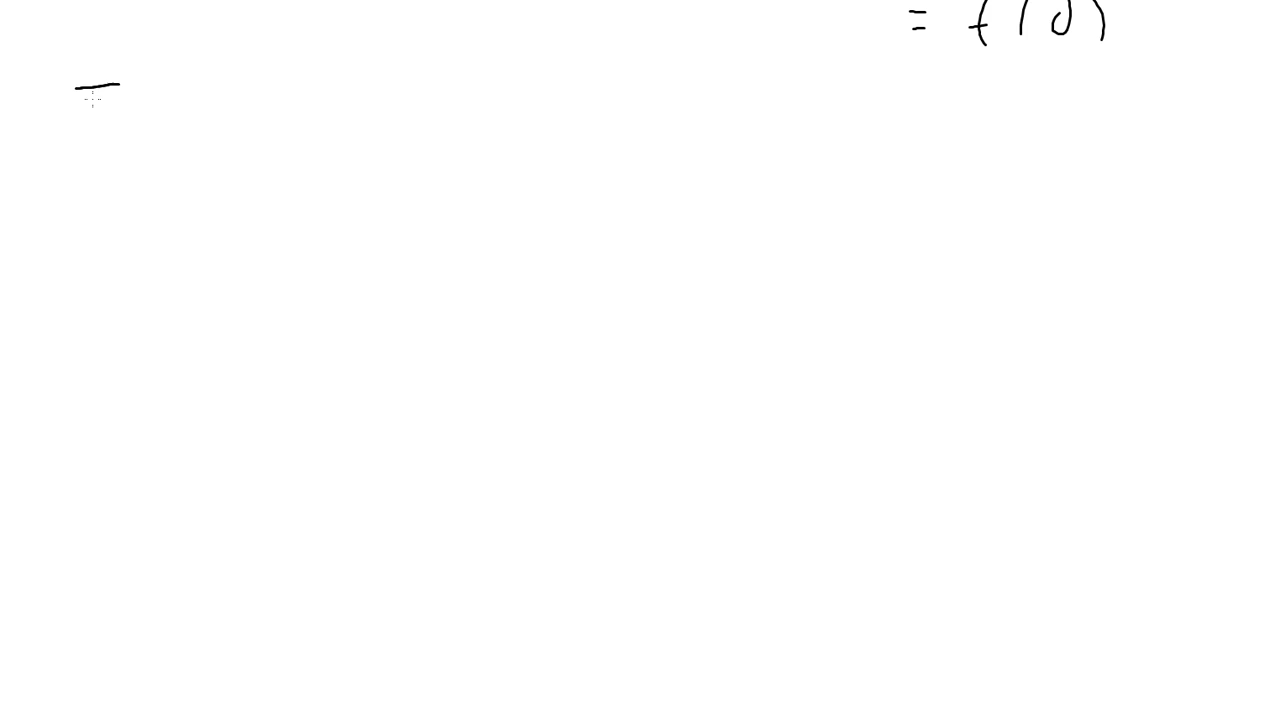 = f(0)